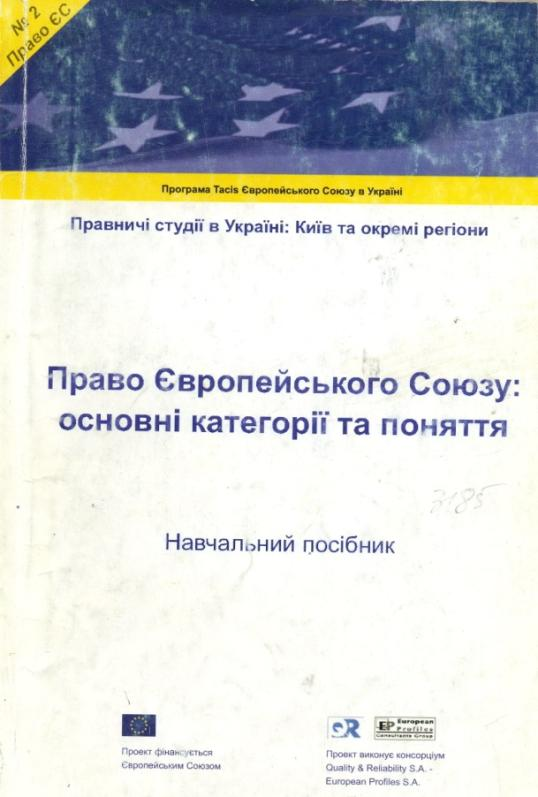 № 2
Право ЄС
Програма Tacis Європейського Союзу в Україні
Правничі студії в Україні: Київ та окремі регіони
Право Європейського Союзу:
основні категорії та поняття
3185
Навчальний посібник
QR
EP European
Profiles
Consultants Group
Проект фінансується
Європейським Союзом
Проект виконує консорціум
Quality & Reliability S.A. -
European Profiles S.A.